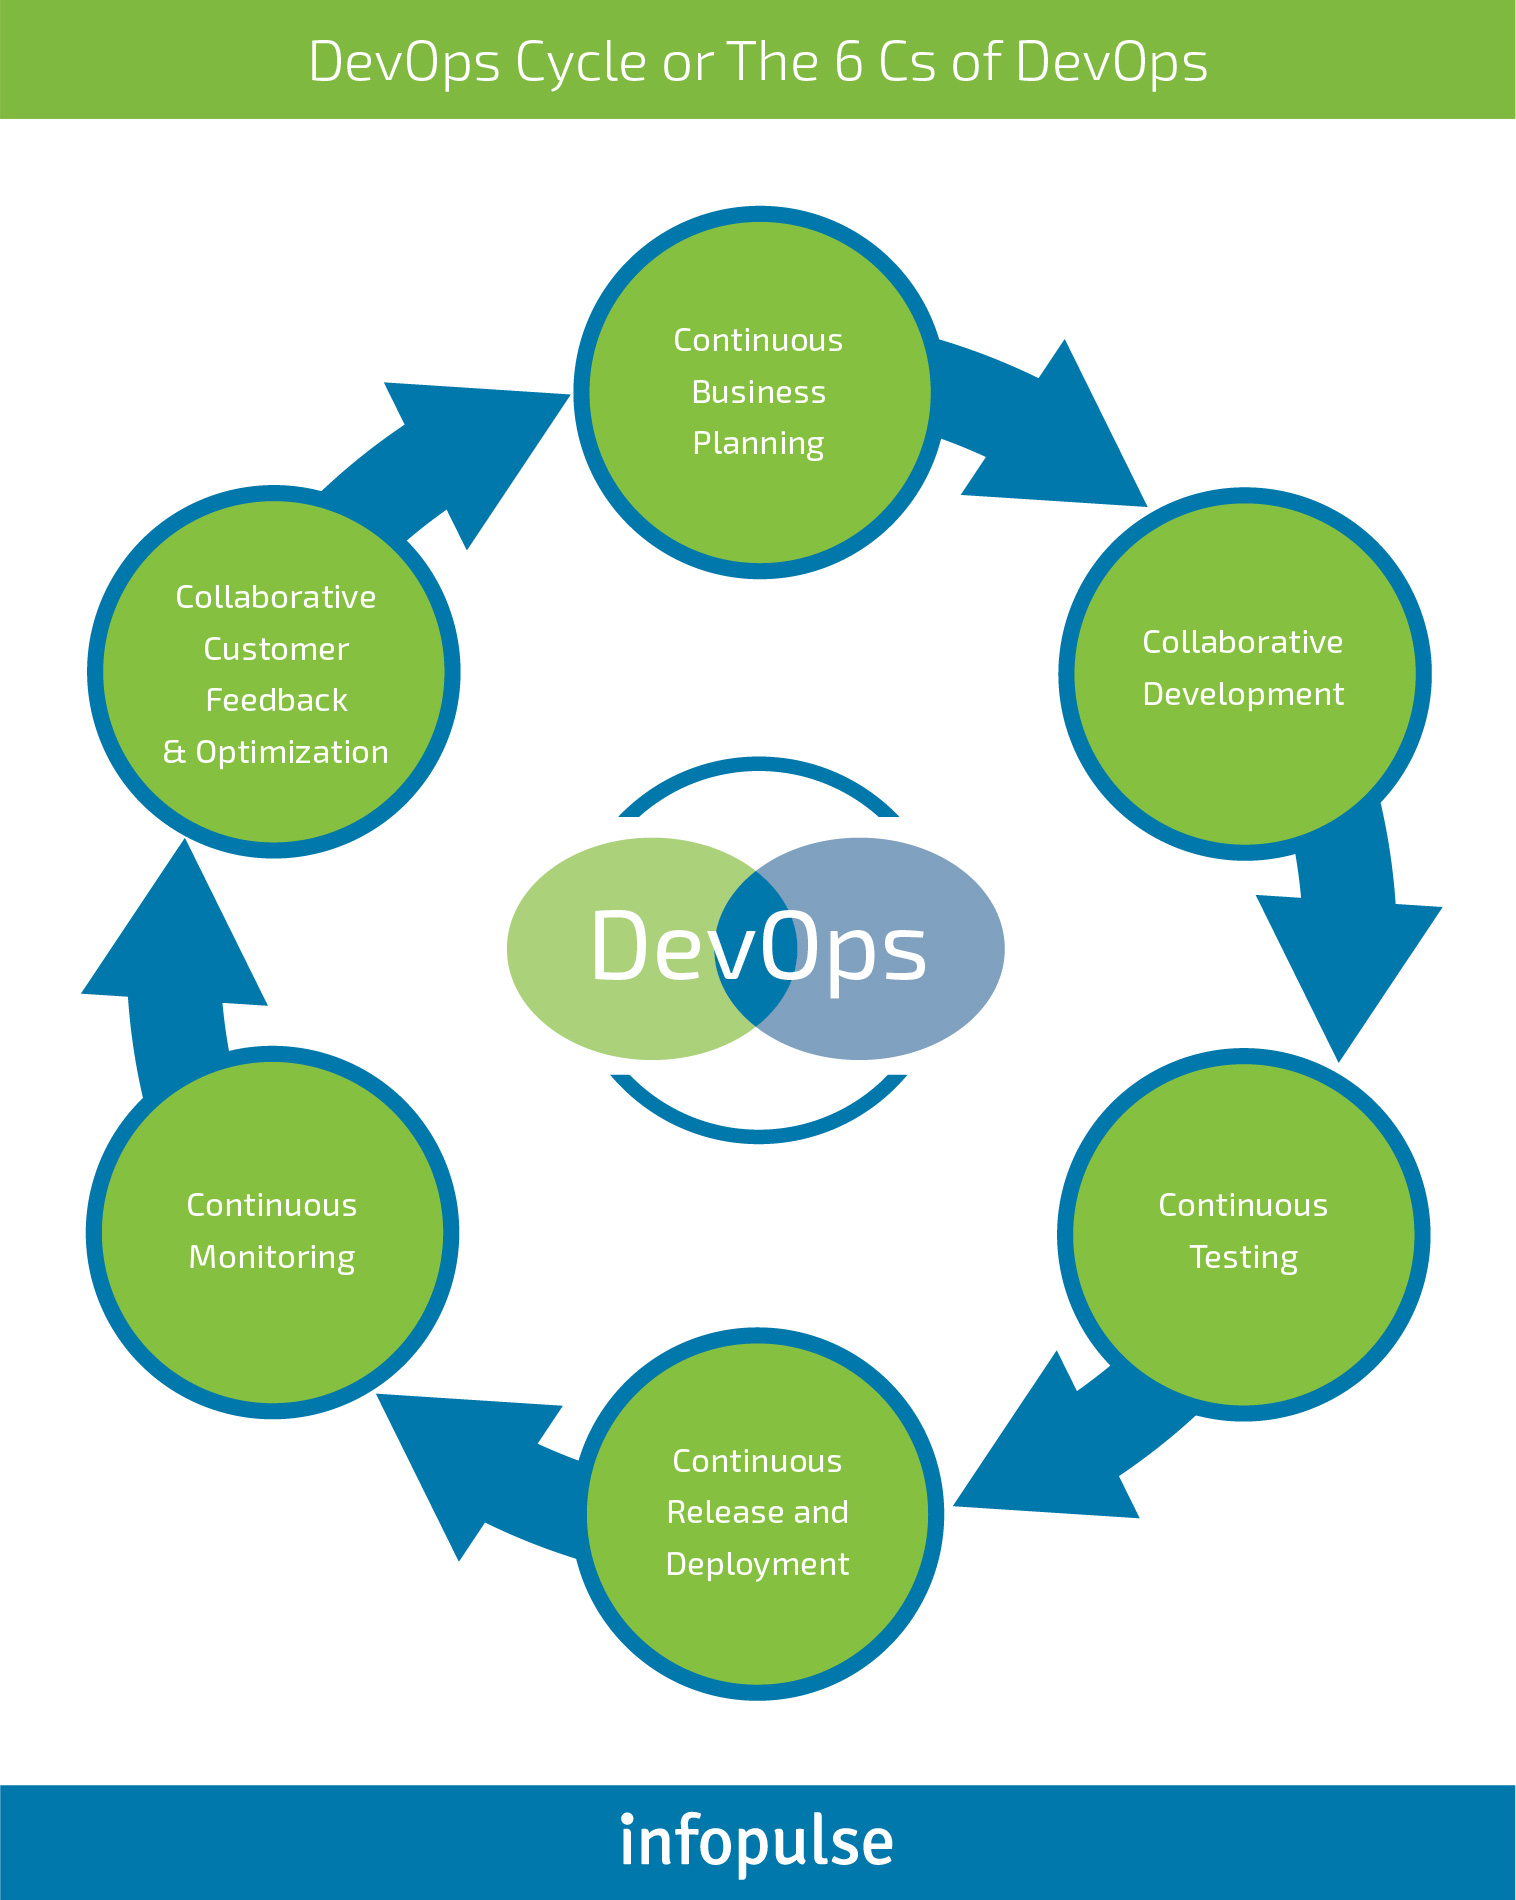 DevOps Cycle or The 6 Cs of DevOps
Continuous
Business
Planning
Collaborative
Development
Continuous
Testing
Continuous
Release and
Deployment
Continuous
Monitoring
Collaborative
Customer
Feedback
& Optimization
DevOps
infopulse